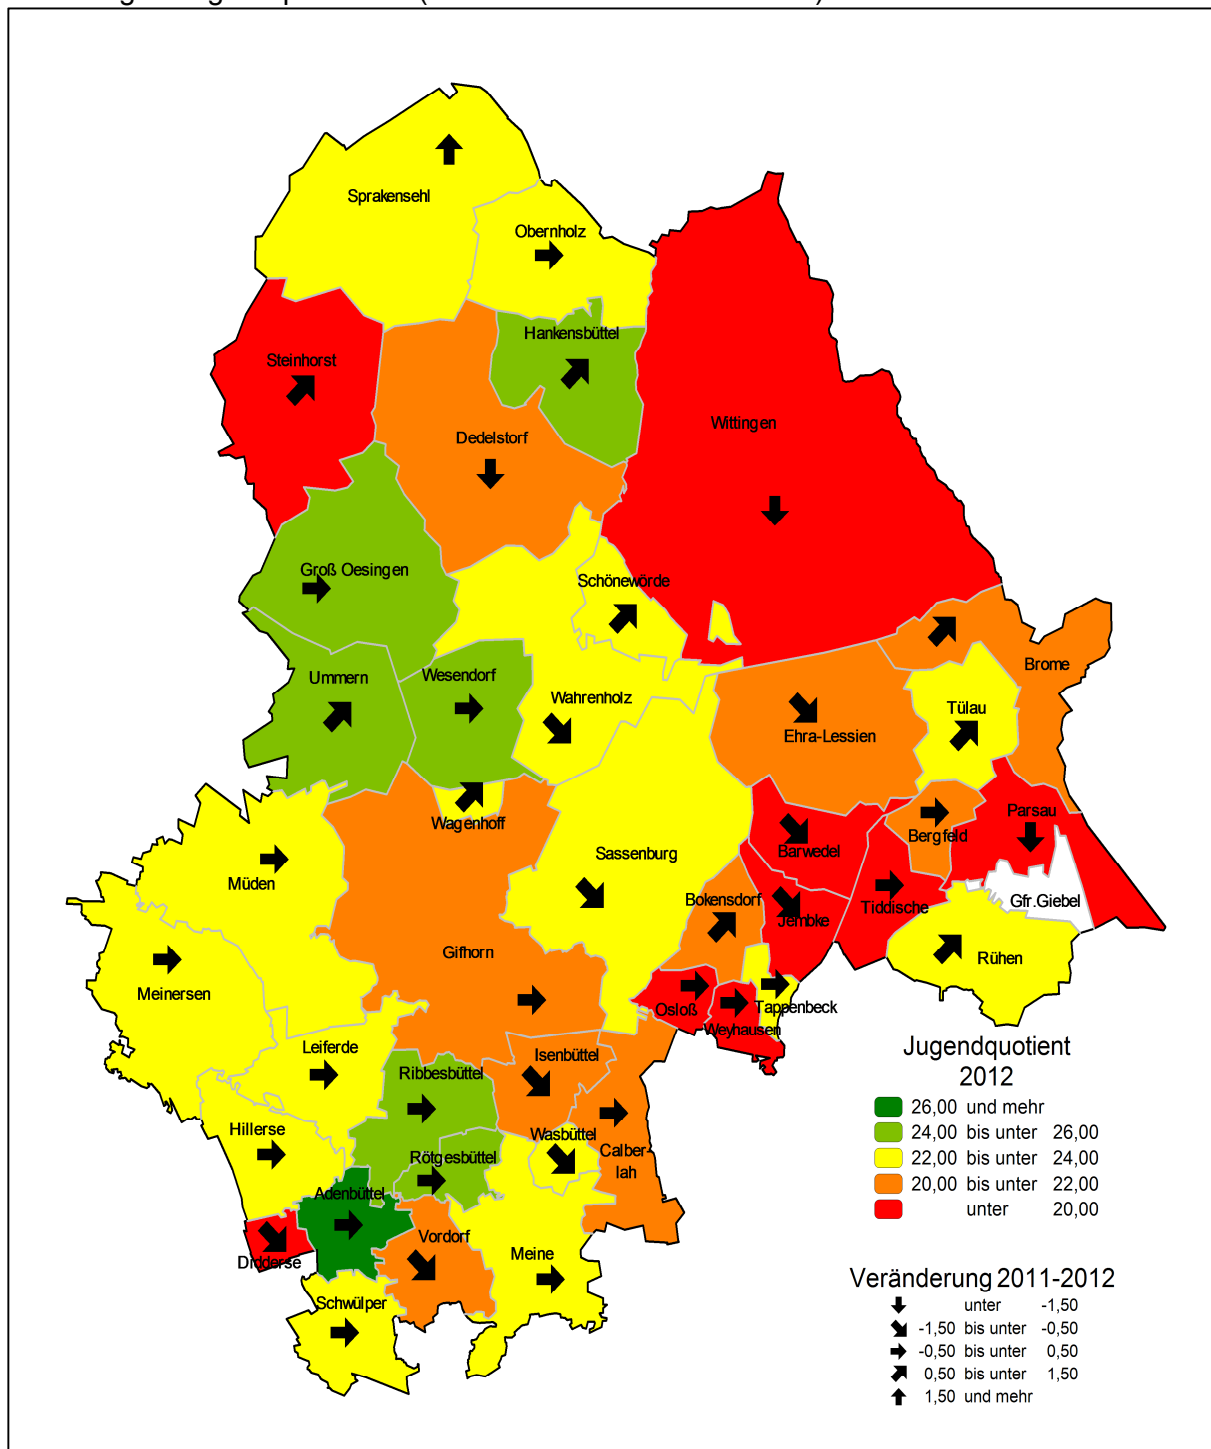 Sprakensehl
Obernholz
Hankensbüttel
Steinhorst
Wittingen
Dedelstorf
Groß Oesingen
Schönewörde
Brome
Ummern
Wesendorf
Wahrenholz
Tülau
Ehra-Lessien
Wagenhoff
Parsau
Bergfeld
Sassenburg
Barwedel
Müden
Bokensdorf
Gfr.Giebel
Tiddische
Jembke
Gifhorn
Rühen
Meinersen
Osloß
Tappenbeck
Weyhausen
Leiferde
Isenbüttel
Ribbesbüttel
Hillerse
Wasbüttel
Calber-
lah
Rötgesbüttel
Adenbüttel
Vordorf
Meine
Didderse
Schwülper
Jugendquotient
2012
26,00 und mehr
24,00 bis unter 26,00
22,00 bis unter 24,00
20,00 bis unter 22,00
unter 20,00
Veränderung 2011-2012
unter -1,50
-1,50 bis unter -0,50
-0,50 bis unter 0,50
0,50 bis unter 1,50
1,50 und mehr